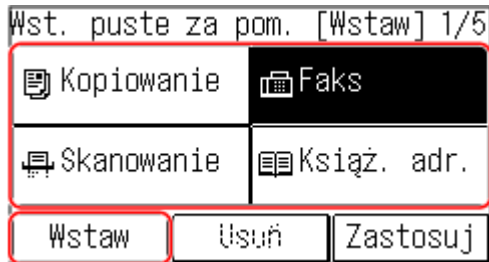 Wst. puste za pom. [Wstaw] 1/5
Kopiowanie Faks
Skanowanie Książ. adr.
Wstaw Usuń Zastosuj